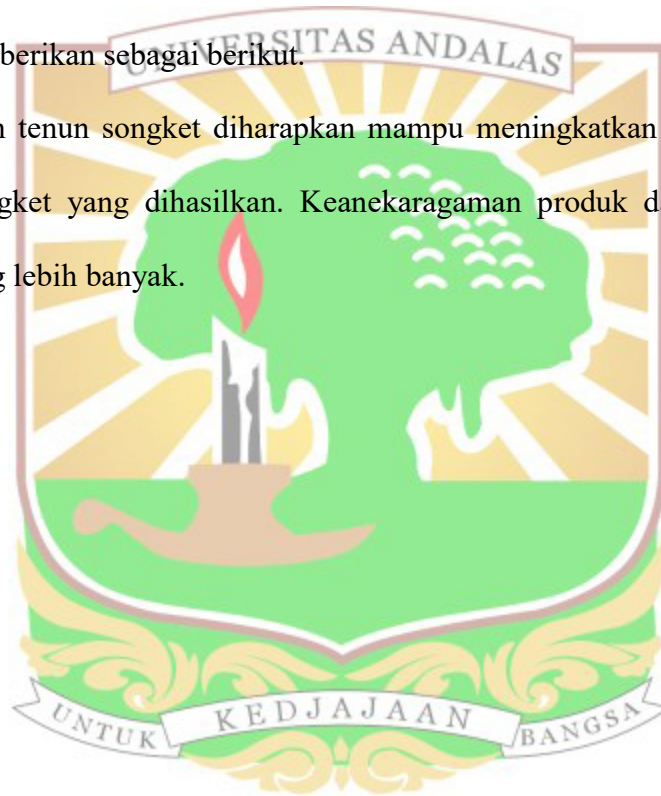 UNIVERSITAS ANDALAS
berikan sebagai berikut.
tenun songket diharapkan mampu meningkatkan
yang dihasilkan. Keanekaragaman produk
lebih banyak.
UNTUK KEDJAJAAN BANGSA